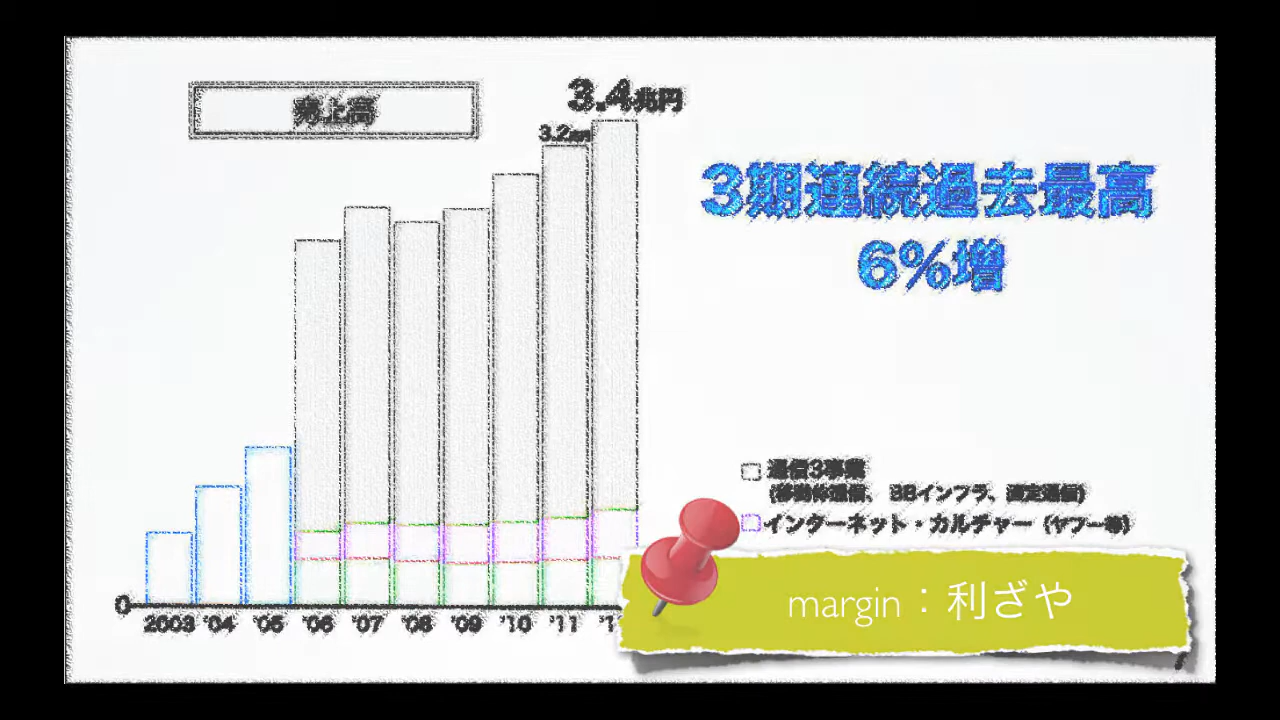 売上高
3.4兆円
3.2兆円
3期連続過去最高
6%増
通信3事業
(移動体通信、 BBインフラ、固定通信)
インターネット・カルチャー (ヤフー等)
0
2003 '04 '05 '06 '07 '08 '09 '10 '11
margin：利ざや